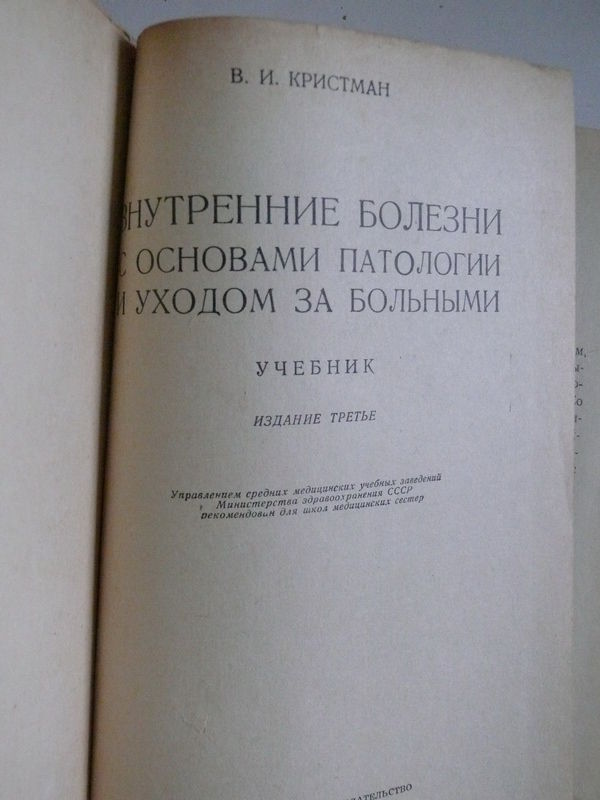 В. И. КРИСТМАН
ВНУТРЕННИЕ БОЛЕЗНИ
С ОСНОВАМИ ПАТОЛОГИИ
И УХОДОМ ЗА БОЛЬНЫМИ
УЧЕБНИК
ИЗДАНИЕ ТРЕТЬЕ
Управлением средних медицинских учебных заведений
Министерства здравоохранения СССР
рекомендован для школ медицинских сестер